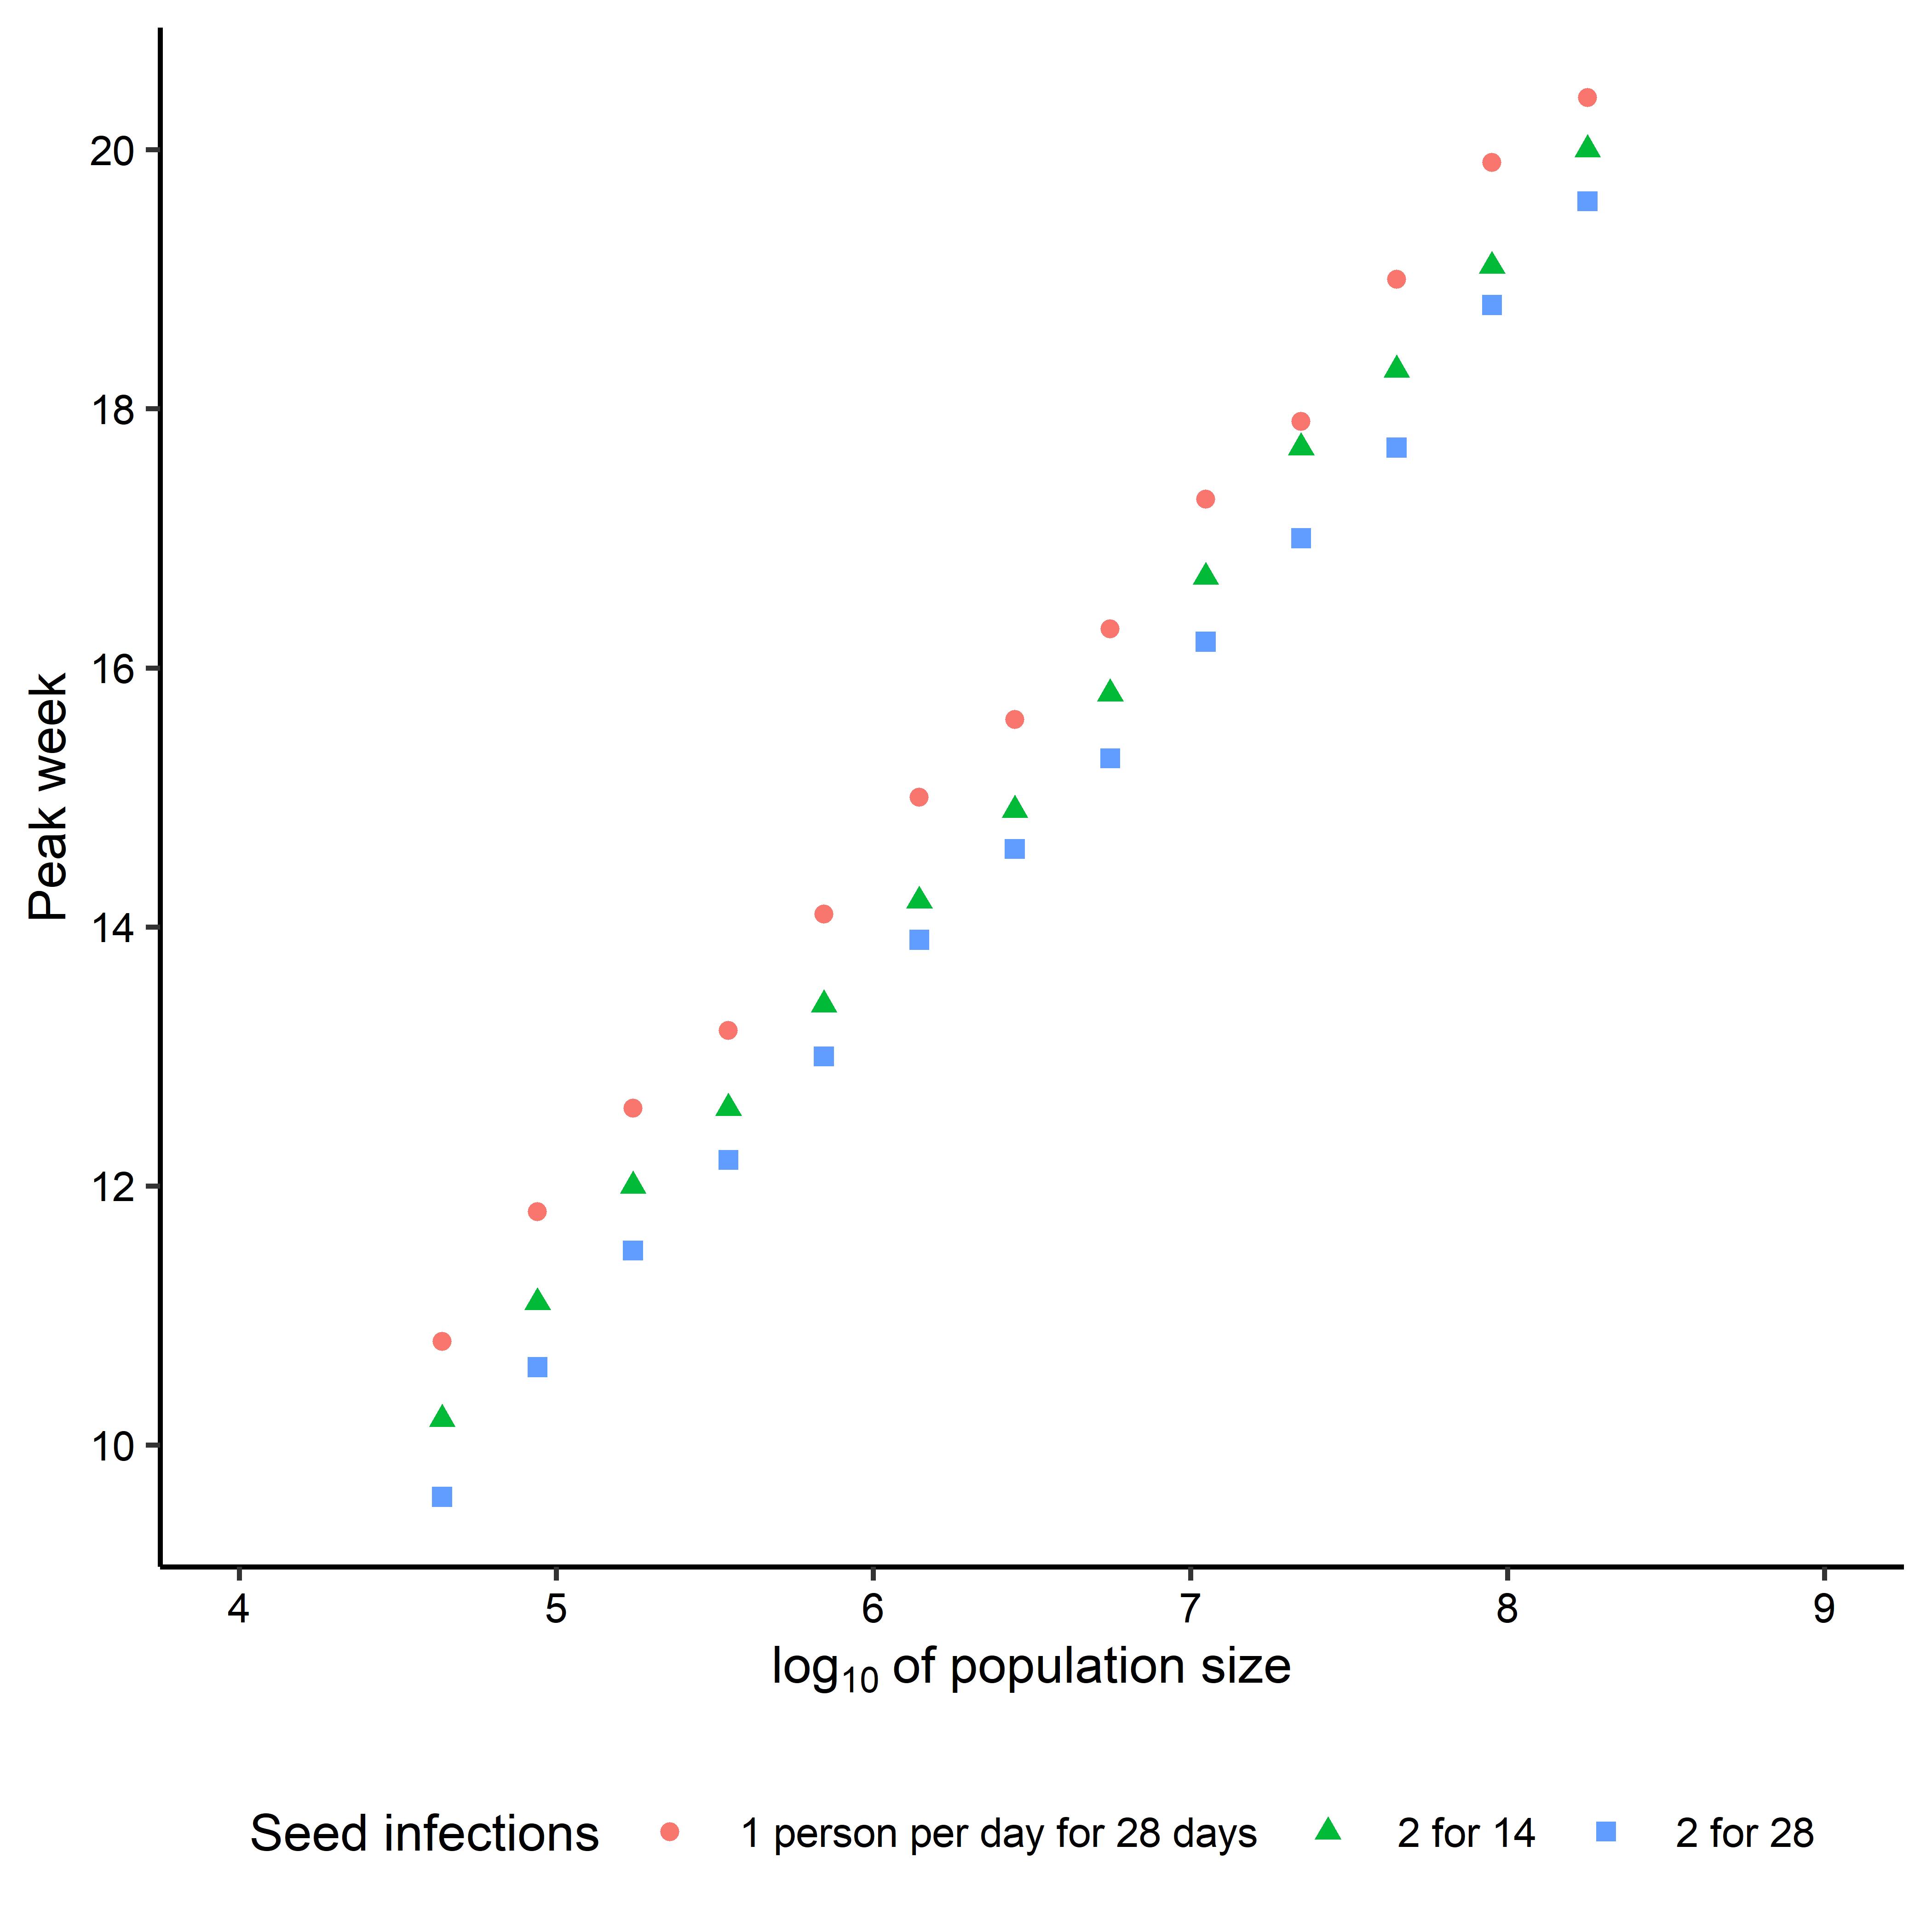 20
18
16
14
12
10
Peak week
4 5 6 7 8 9
log₁₀ of population size
Seed infections 1 person per day for 28 days 2 for 14 2 for 28